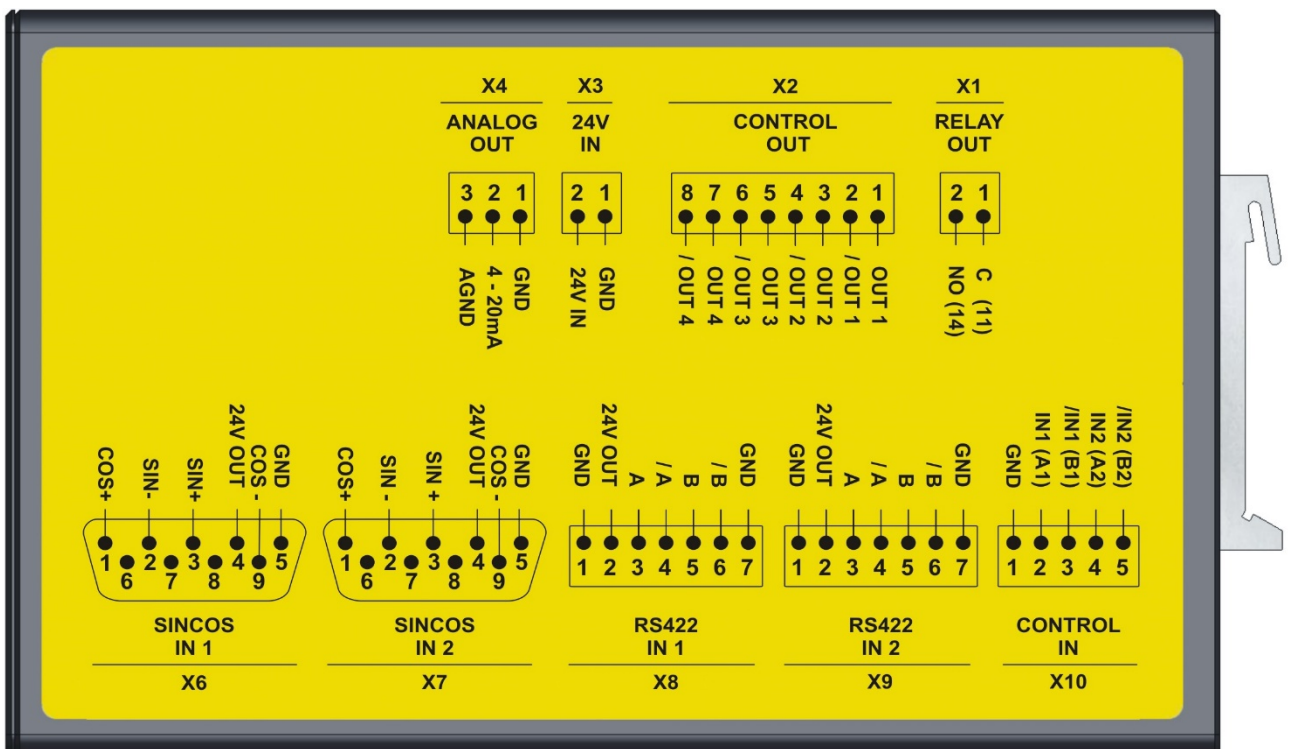 X4 X3 X2 X1
ANALOG 24V CONTROL RELAY
OUT IN OUT OUT
3 2 1 2 1 8 7 6 5 4 3 2 1 2 1
AGND 4 - 20mA GND 24V IN GND / OUT 4 OUT 4 / OUT 3 OUT 3 / OUT 2 OUT 2 / OUT 1 OUT 1 NO (14) C (11)
COS+ SIN- SIN+ 24V OUT COS - GND COS+ SIN - SIN + 24V OUT COS - GND GND 24V OUT A / A B / B GND GND 24V OUT A / A B / B GND GND IN1 (A1) /IN1 (B1) IN2 (A2) /IN2 (B2)
1 6 2 7 3 8 4 9 5 1 6 2 7 3 8 4 9 5 1 2 3 4 5 6 7 1 2 3 4 5 6 7 1 2 3 4 5
SINCOS SINCOS RS422 RS422 CONTROL
IN 1 IN 2 IN 1 IN 2 IN
X6 X7 X8 X9 X10